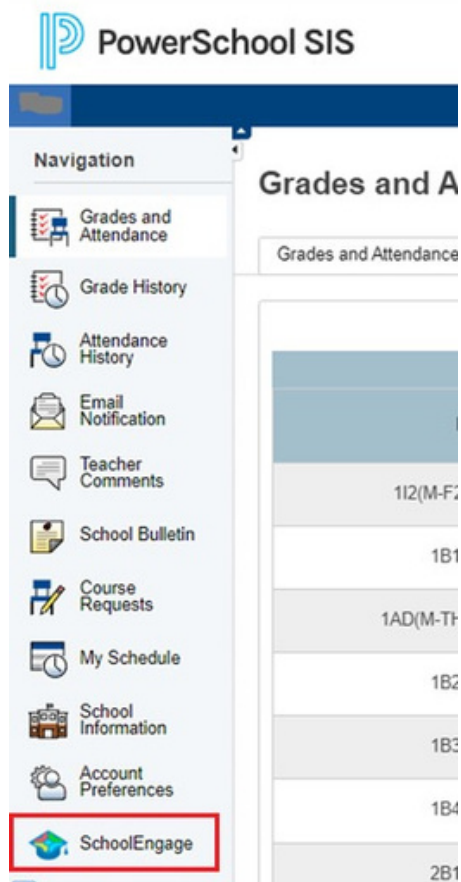 PowerSchool SIS
Navigation
Grades and
Attendance
Grade History
Attendance
History
Email
Notification
Teacher
Comments
School Bulletin
Course
Requests
My Schedule
School
Information
Account
Preferences
SchoolEngage
Grades and A
Grades and Attendance
1I2(M-F2
1B1
1AD(M-TH
1B2
1B3
1B4
2B1